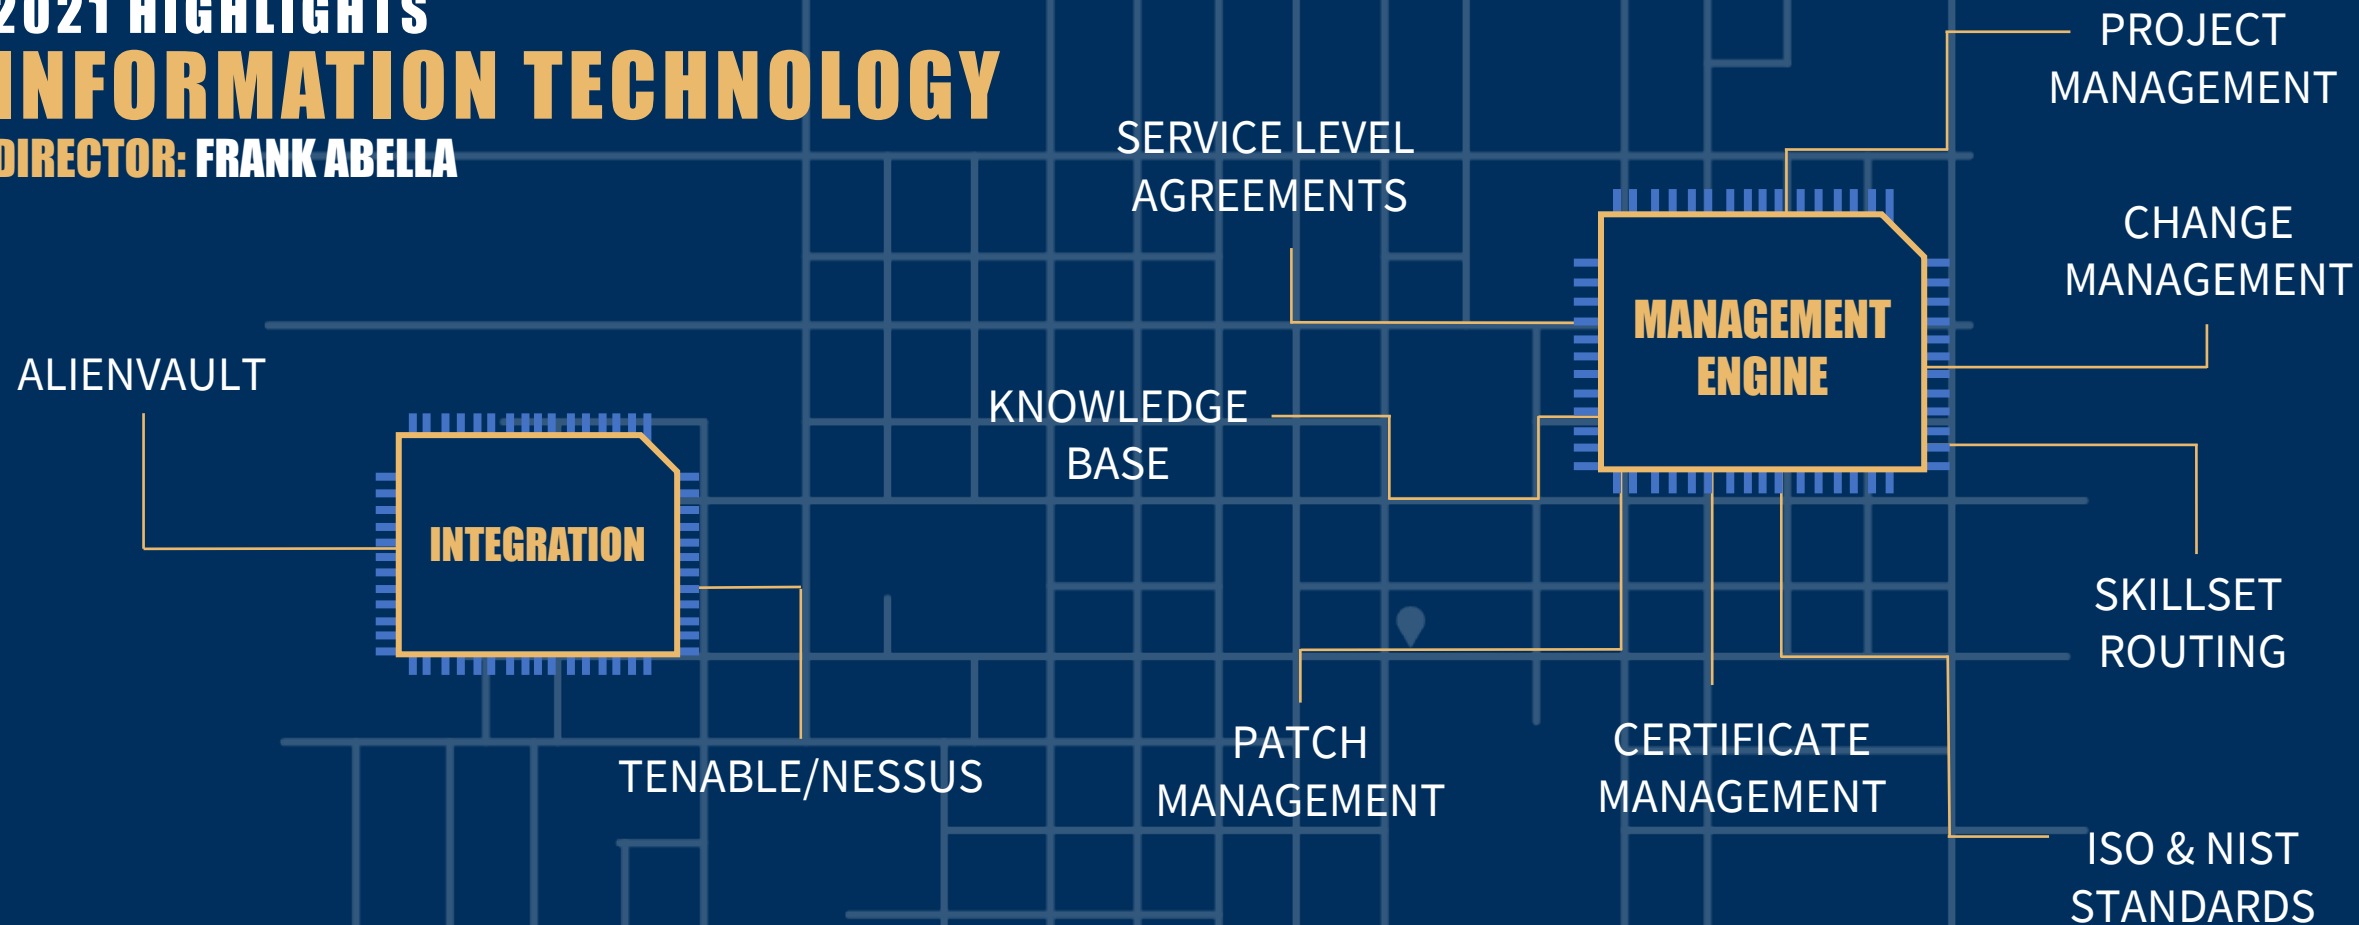 2021 HIGHLIGHTS
INFORMATION TECHNOLOGY
DIRECTOR: FRANK ABELLA
PROJECT
MANAGEMENT
SERVICE LEVEL
AGREEMENTS
CHANGE
MANAGEMENT
MANAGEMENT
ENGINE
ALIENVAULT
KNOWLEDGE
BASE
INTEGRATION
SKILLSET
ROUTING
TENABLE/NESSUS
PATCH
MANAGEMENT
CERTIFICATE
MANAGEMENT
ISO & NIST
STANDARDS